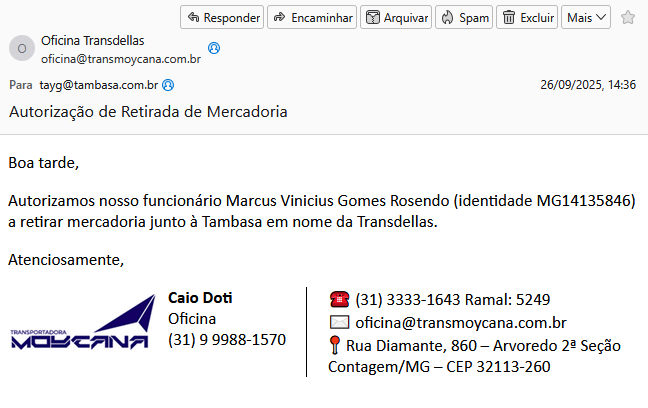 Responder Encaminhar Arquivar Spam Excluir Mais
O
Oficina Transdellas
oficina@transmoycana.com.br
Para tayg@tambasa.com.br 26/09/2025, 14:36
Autorização de Retirada de Mercadoria
Boa tarde,
Autorizamos nosso funcionário Marcus Vinicius Gomes Rosendo (identidade MG14135846)
a retirar mercadoria junto à Tambasa em nome da Transdellas.
Atenciosamente,
TRANSPORTADORA
MOYCANA
Caio Doti
Oficina
(31) 9 9988-1570
(31) 3333-1643 Ramal: 5249
oficina@transmoycana.com.br
Rua Diamante, 860 – Arvoredo 2ª Seção
Contagem/MG – CEP 32113-260